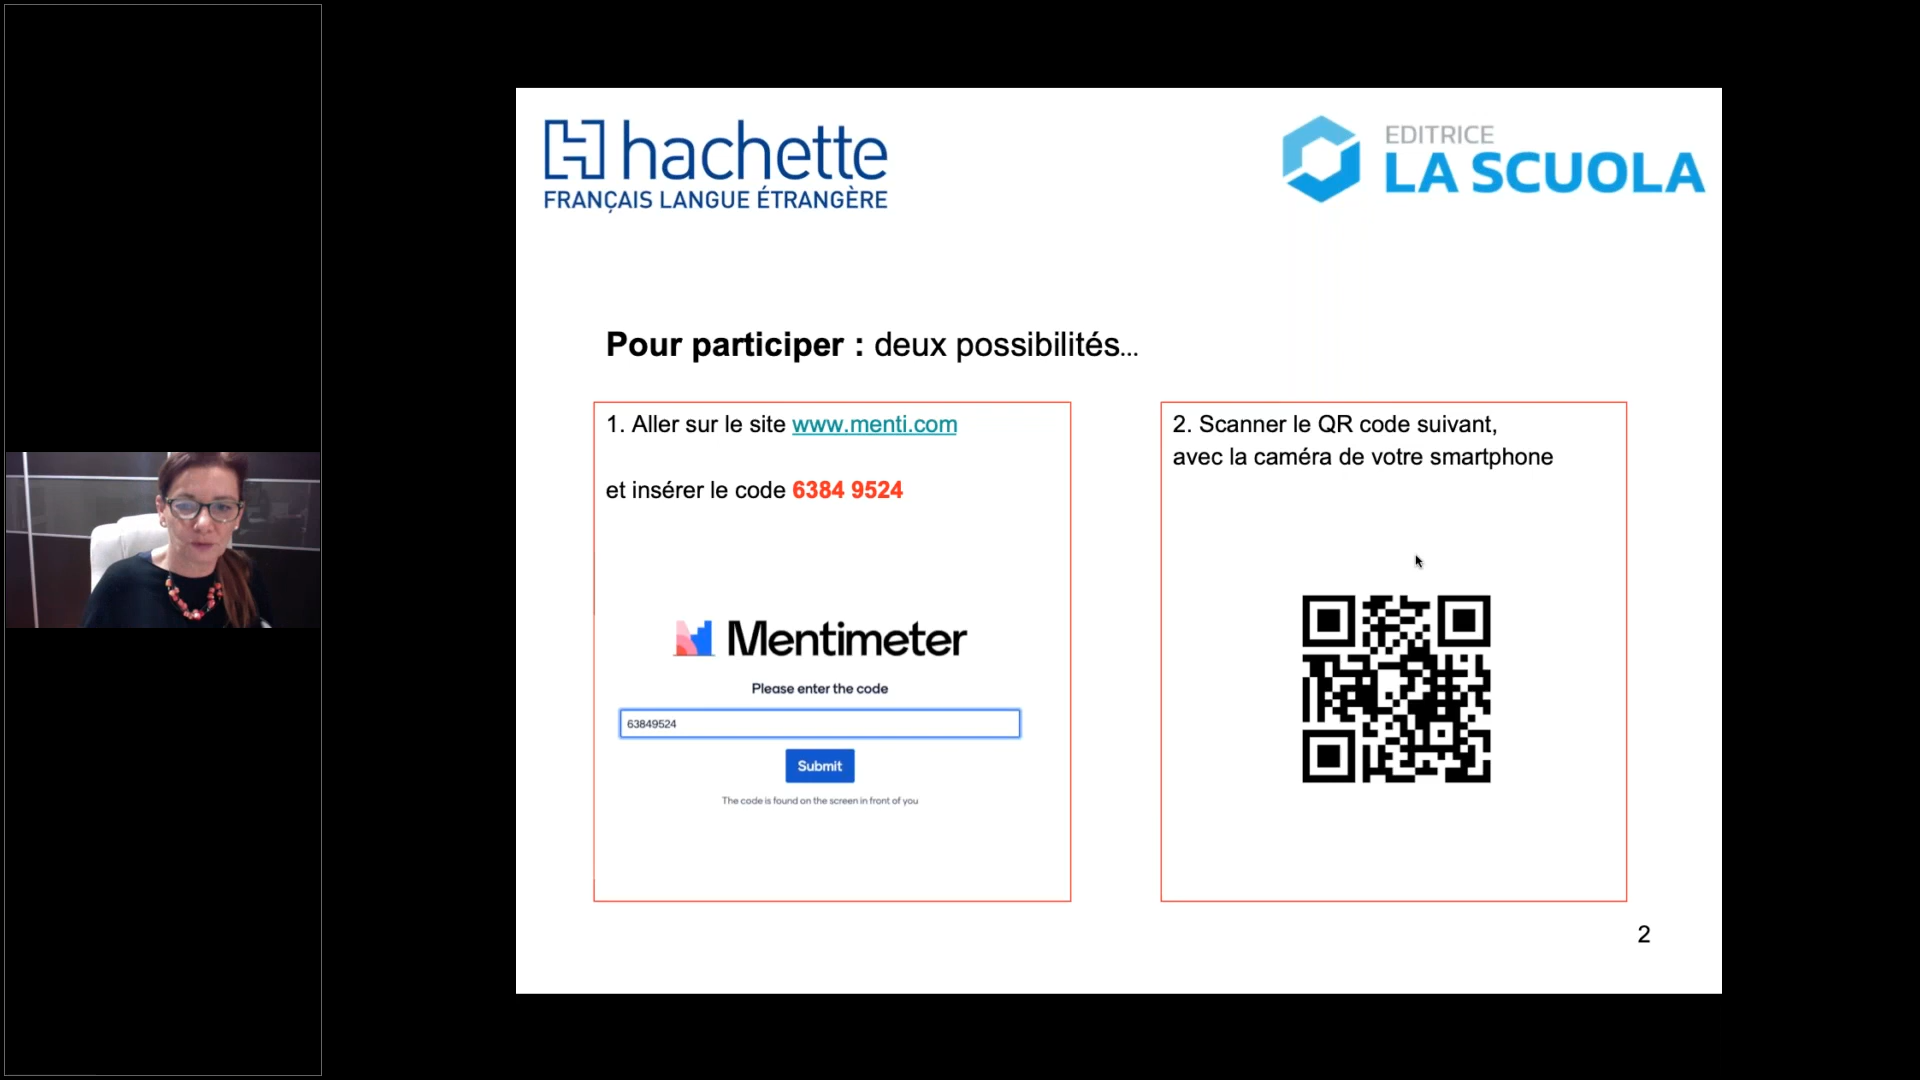 hachette
FRANÇAIS LANGUE ÉTRANGÈRE
EDITRICE
LA SCUOLA
Pour participer : deux possibilités...
1. Aller sur le site www.menti.com
et insérer le code 6384 9524
Mentimeter
Please enter the code
63849524
Submit
The code is found on the screen in front of you
2. Scanner le QR code suivant,
avec la caméra de votre smartphone
2